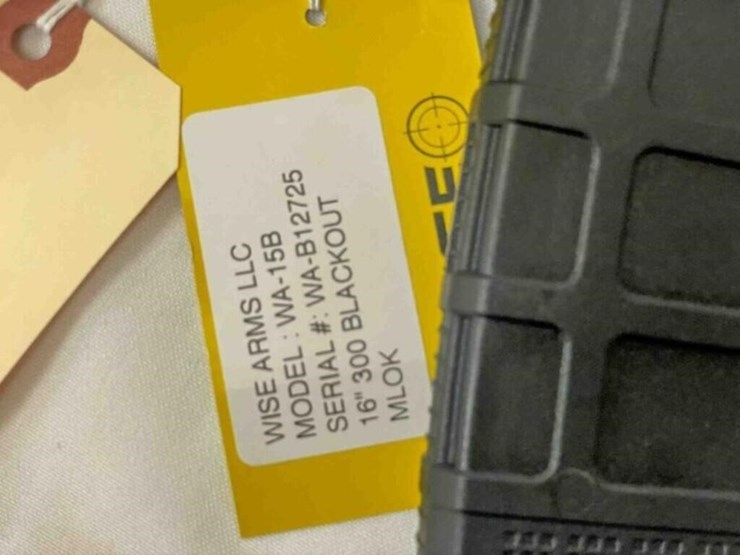 WISE ARMS LLC
MODEL : WA-15B
SERIAL #: WA-B12725
16" 300 BLACKOUT
MLOK